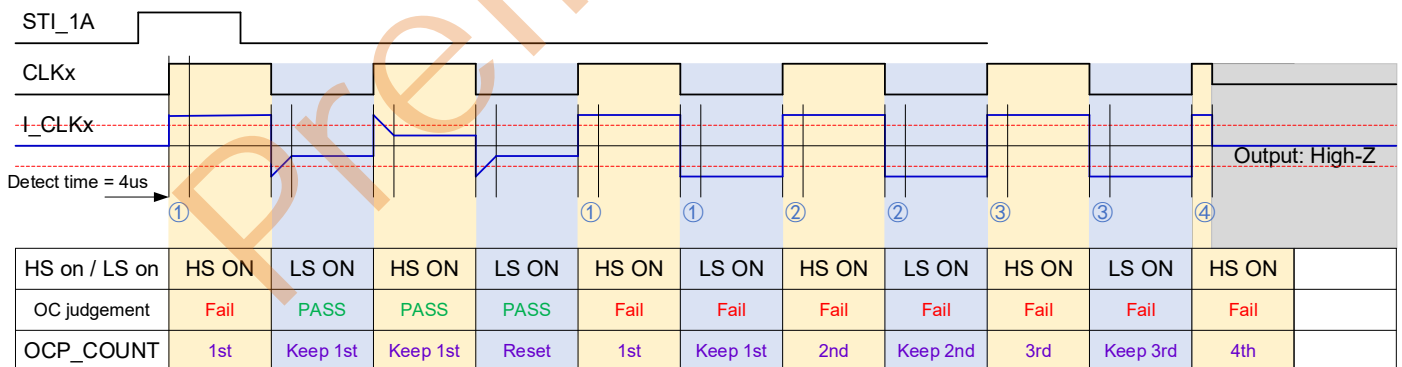 STI_1A
CLKx
I_CLKx
Output: High-Z
Detect time = 4us
① ① ① ② ② ③ ③ ④
HS on / LS on HS ON LS ON HS ON LS ON HS ON LS ON HS ON LS ON HS ON LS ON HS ON
OC judgement Fail PASS PASS PASS Fail Fail Fail Fail Fail Fail Fail
OCP_COUNT 1st Keep 1st Keep 1st Reset 1st Keep 1st 2nd Keep 2nd 3rd Keep 3rd 4th